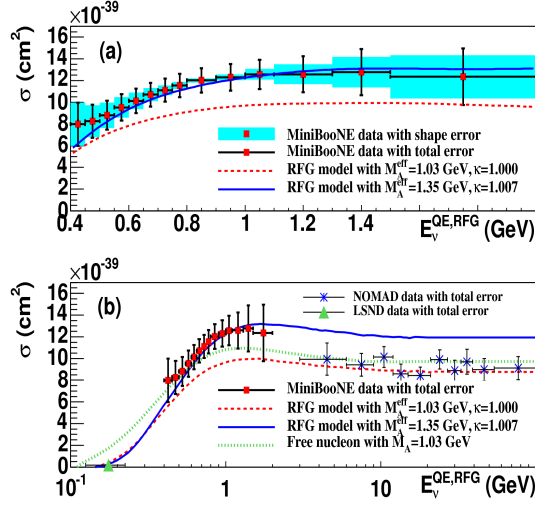 ×10⁻³⁹
σ (cm²)
16
14
12
10
8
6
4
2
0
(a)
MiniBooNE data with shape error
MiniBooNE data with total error
RFG model with M_A^eff=1.03 GeV, κ=1.000
RFG model with M_A^eff=1.35 GeV, κ=1.007
0.4 0.6 0.8 1 1.2 1.4
E_ν^QE,RFG (GeV)
×10⁻³⁹
σ (cm²)
16
14
12
10
8
6
4
2
0
(b)
NOMAD data with total error
LSND data with total error
MiniBooNE data with total error
RFG model with M_A^eff=1.03 GeV, κ=1.000
RFG model with M_A^eff=1.35 GeV, κ=1.007
Free nucleon with M_A=1.03 GeV
10⁻¹ 1 10
E_ν^QE,RFG (GeV)